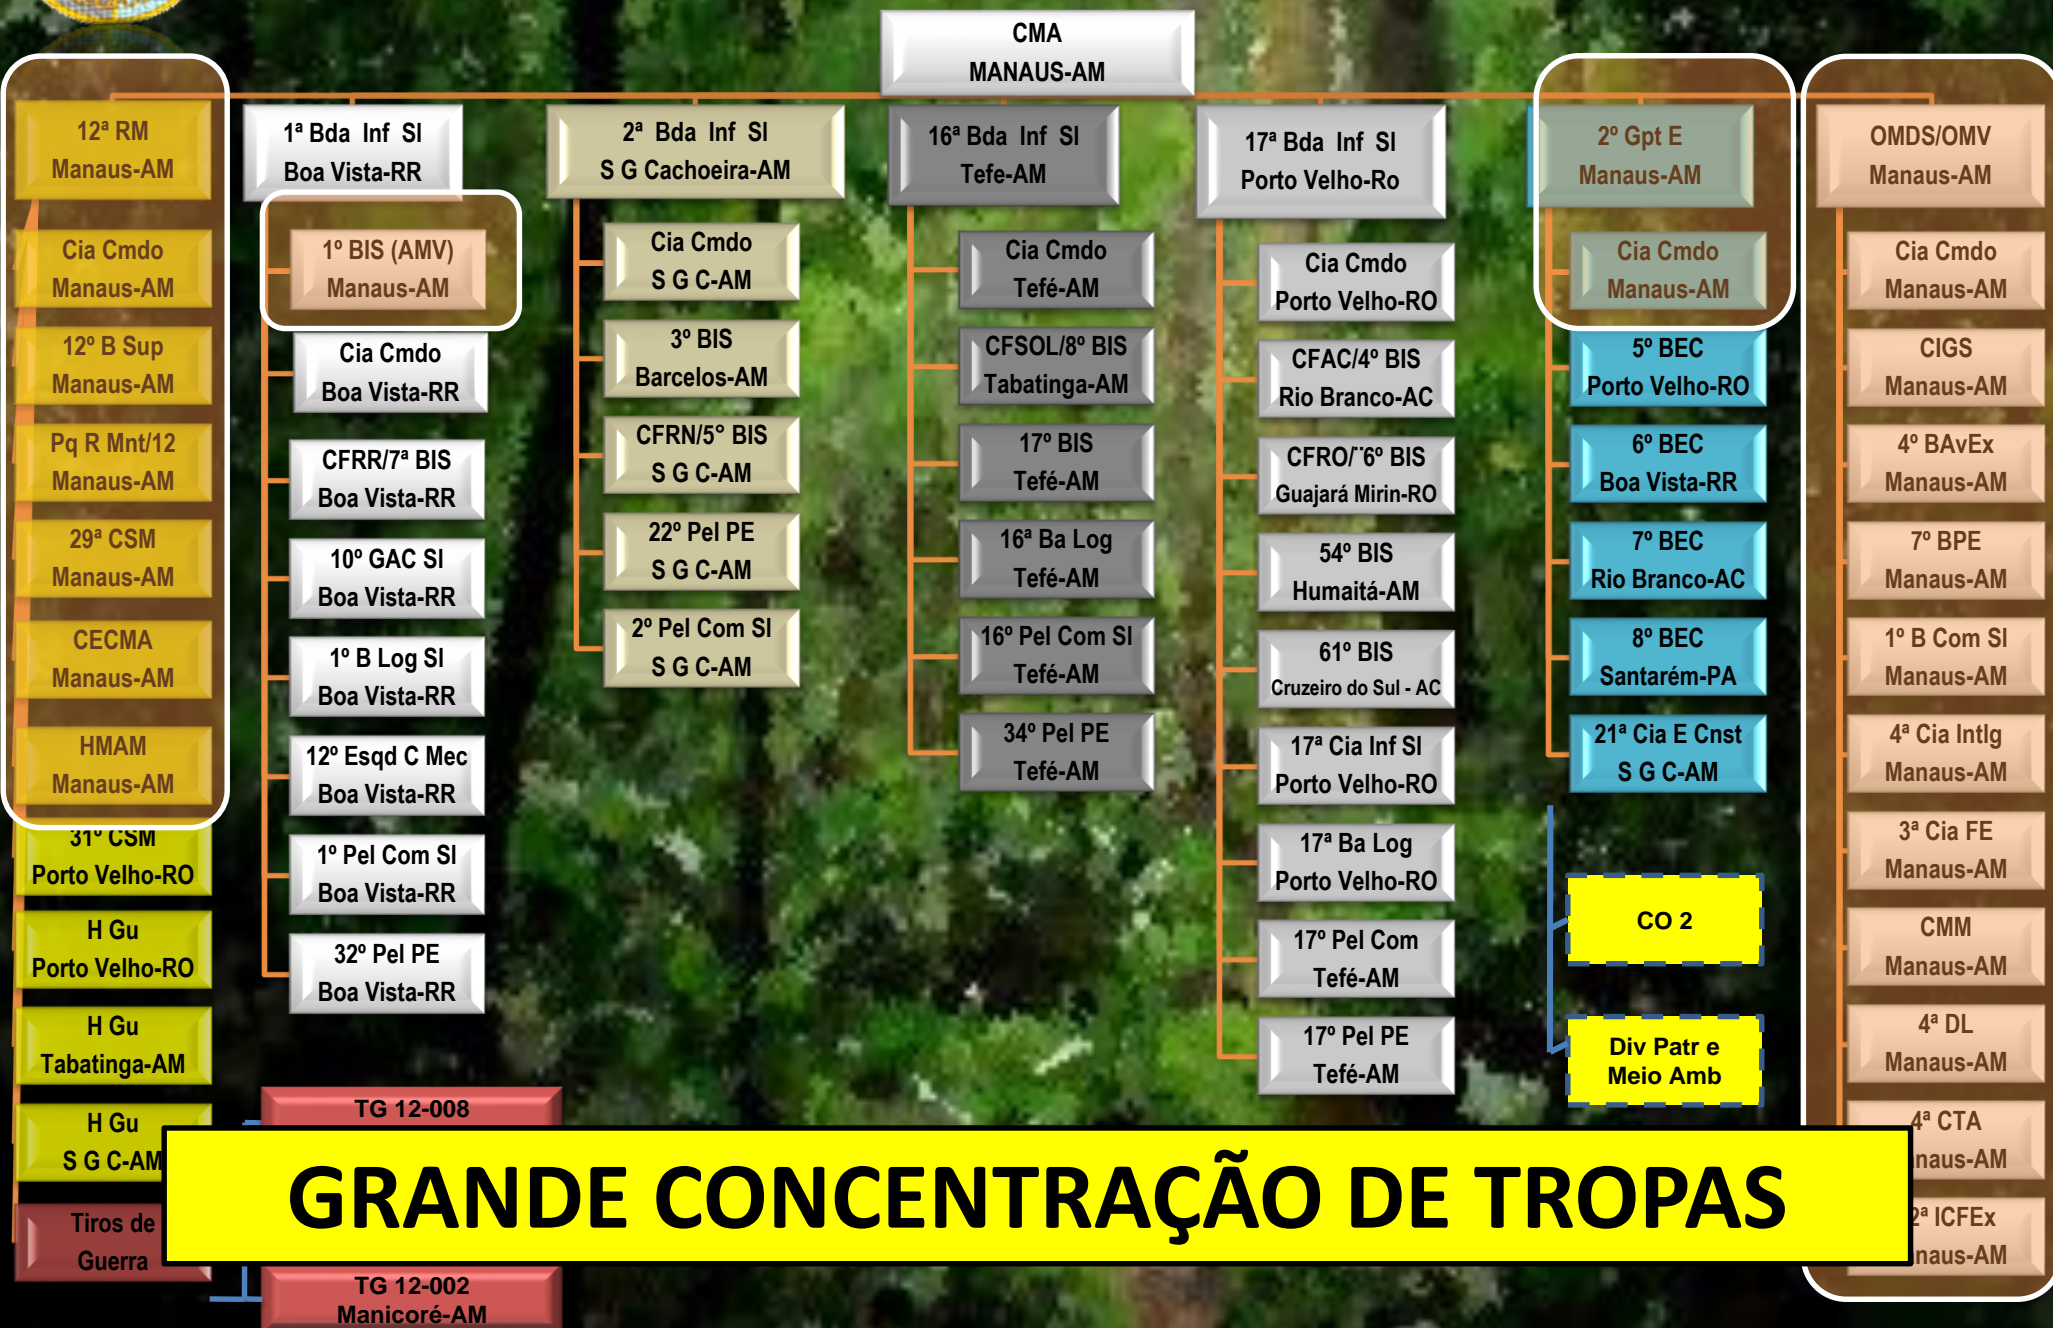 CMA
MANAUS-AM
12ª RM
Manaus-AM
Cia Cmdo
Manaus-AM
12º B Sup
Manaus-AM
Pq R Mnt/12
Manaus-AM
29ª CSM
Manaus-AM
CECMA
Manaus-AM
HMAM
Manaus-AM
31º CSM
Porto Velho-RO
H Gu
Porto Velho-RO
H Gu
Tabatinga-AM
H Gu
S G C-AM
Tiros de
Guerra
TG 12-008
TG 12-002
Manicoré-AM
1ª Bda Inf Sl
Boa Vista-RR
1º BIS (AMV)
Manaus-AM
Cia Cmdo
Boa Vista-RR
CFRR/7ª BIS
Boa Vista-RR
10º GAC Sl
Boa Vista-RR
1º B Log Sl
Boa Vista-RR
12º Esqd C Mec
Boa Vista-RR
1º Pel Com Sl
Boa Vista-RR
32º Pel PE
Boa Vista-RR
2ª Bda Inf Sl
S G Cachoeira-AM
Cia Cmdo
S G C-AM
3º BIS
Barcelos-AM
CFRN/5° BIS
S G C-AM
22º Pel PE
S G C-AM
2º Pel Com Sl
S G C-AM
16ª Bda Inf Sl
Tefe-AM
Cia Cmdo
Tefé-AM
CFSOL/8º BIS
Tabatinga-AM
17º BIS
Tefé-AM
16ª Ba Log
Tefé-AM
16º Pel Com Sl
Tefé-AM
34º Pel PE
Tefé-AM
17ª Bda Inf Sl
Porto Velho-Ro
Cia Cmdo
Porto Velho-RO
CFAC/4º BIS
Rio Branco-AC
CFRO/¨6º BIS
Guajará Mirin-RO
54º BIS
Humaitá-AM
61º BIS
Cruzeiro do Sul - AC
17ª Cia Inf Sl
Porto Velho-RO
17ª Ba Log
Porto Velho-RO
17º Pel Com
Tefé-AM
17º Pel PE
Tefé-AM
2º Gpt E
Manaus-AM
Cia Cmdo
Manaus-AM
5º BEC
Porto Velho-RO
6º BEC
Boa Vista-RR
7º BEC
Rio Branco-AC
8º BEC
Santarém-PA
21ª Cia E Cnst
S G C-AM
CO 2
Div Patr e
Meio Amb
OMDS/OMV
Manaus-AM
Cia Cmdo
Manaus-AM
CIGS
Manaus-AM
4º BAvEx
Manaus-AM
7º BPE
Manaus-AM
1º B Com Sl
Manaus-AM
4ª Cia Intlg
Manaus-AM
3ª Cia FE
Manaus-AM
CMM
Manaus-AM
4ª DL
Manaus-AM
4ª CTA
naus-AM
2ª ICFEx
naus-AM
GRANDE CONCENTRAÇÃO DE TROPAS